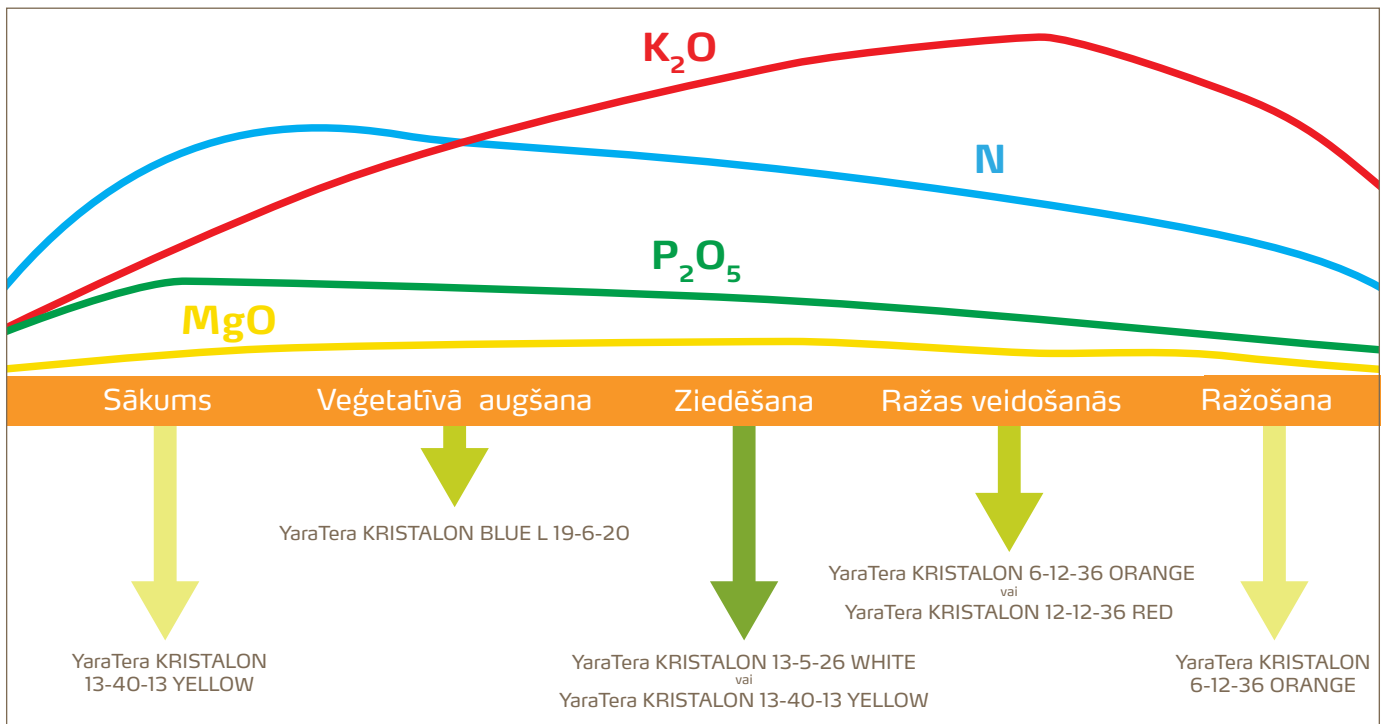 K₂O
N
P₂O₅
MgO
Sākums
Veģetatīvā augšana
Ziedēšana
Ražas veidošanās
Ražošana
YaraTera KRISTALON
13-40-13 YELLOW
YaraTera KRISTALON BLUE L 19-6-20
YaraTera KRISTALON 13-5-26 WHITE
vai
YaraTera KRISTALON 13-40-13 YELLOW
YaraTera KRISTALON 6-12-36 ORANGE
vai
YaraTera KRISTALON 12-12-36 RED
YaraTera KRISTALON
6-12-36 ORANGE